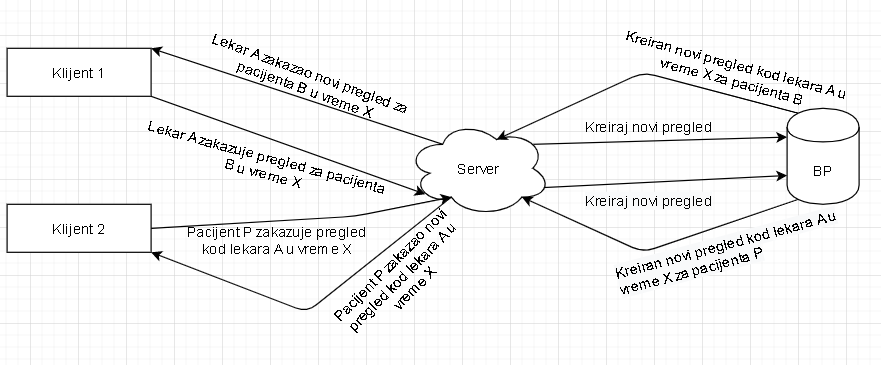 Klijent 1
Lekar A zakazao novi pregled za
pacijenta B u vreme X
Lekar A zakazuje pregled za pacijenta
B u vreme X
Klijent 2
Pacijent P zakazuje pregled
kod lekara A u vreme X
Pacijent P zakazao novi
pregled kod lekara A u
vreme X
Server
Kreiran novi pregled kod lekara A u
vreme X za pacijenta B
Kreiraj novi pregled
Kreiraj novi pregled
Kreiran novi pregled kod lekara A u
vreme X za pacijenta P
BP